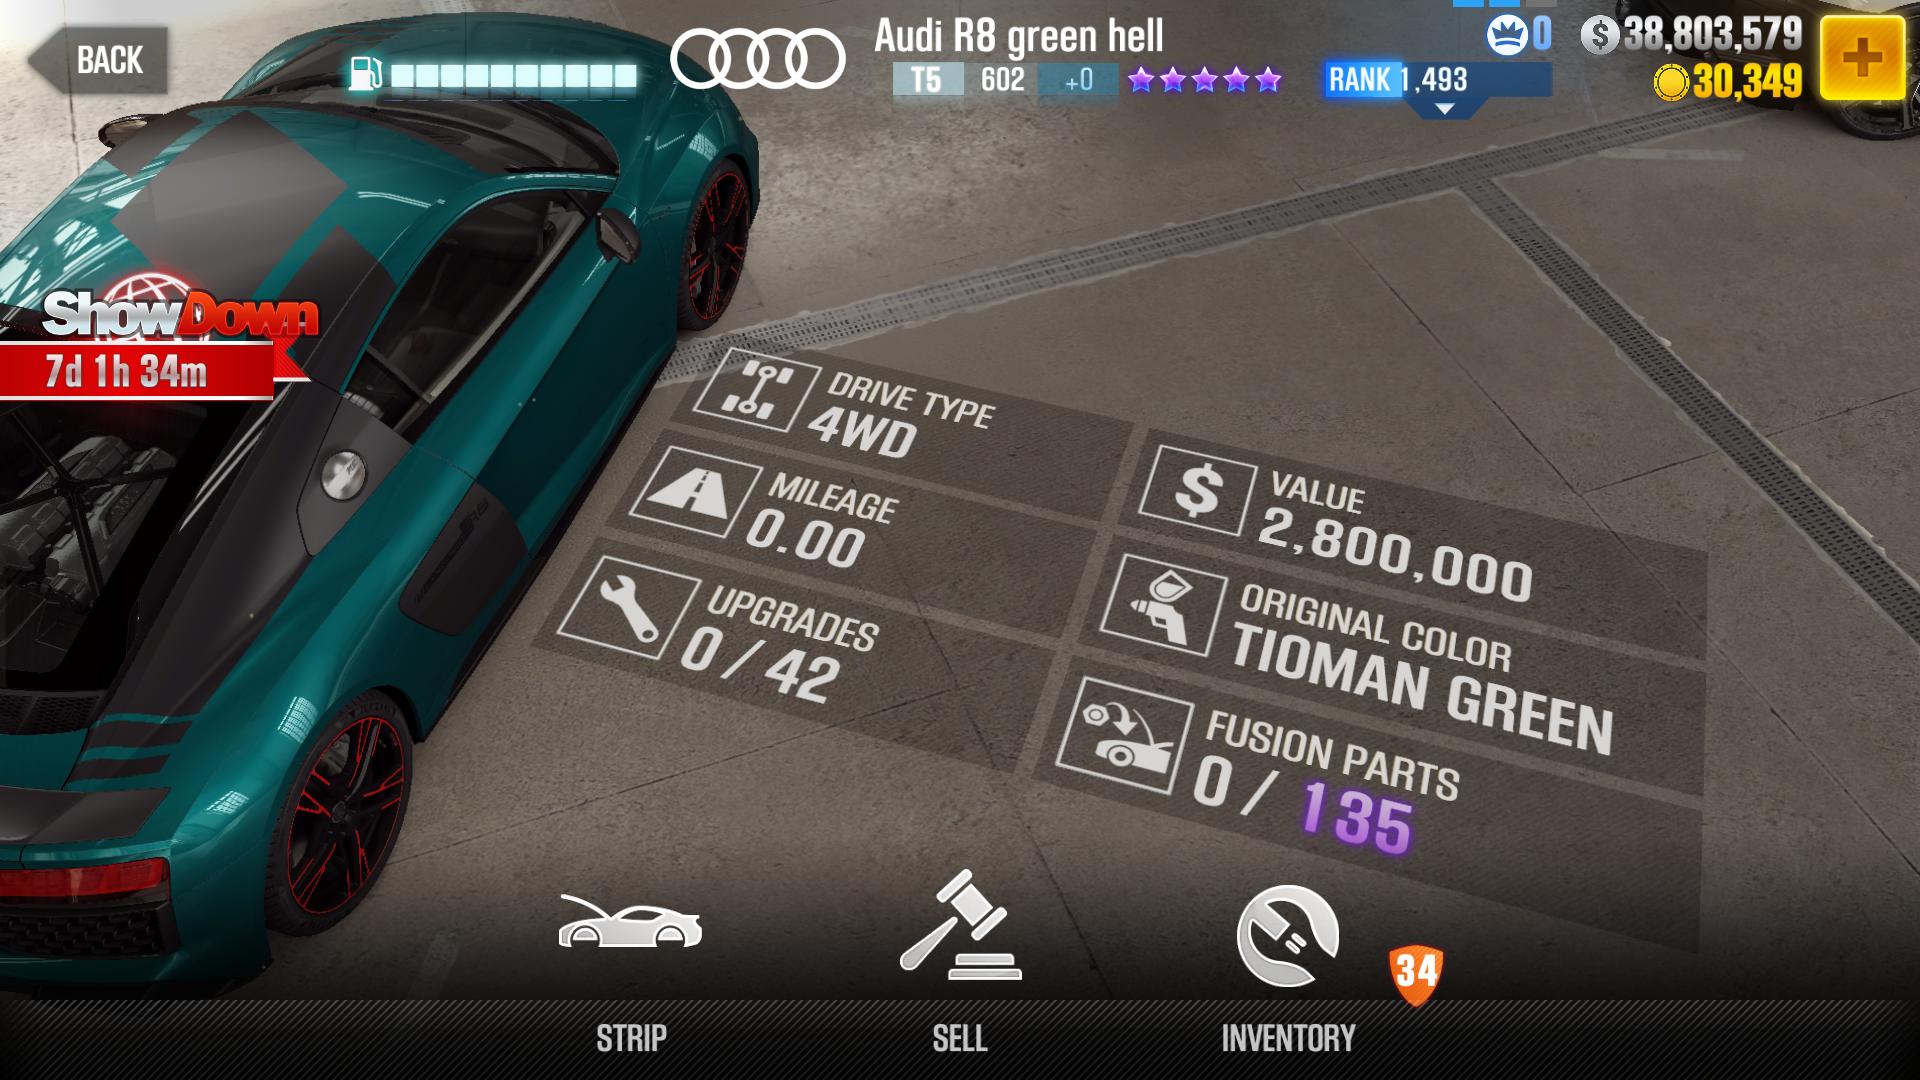 BACK
Audi R8 green hell
T5 602 +0
RANK 1,493
0
38,803,579
30,349
ShowDown
7d 1h 34m
DRIVE TYPE
4WD
MILEAGE
0.00
UPGRADES
0/42
VALUE
2,800,000
ORIGINAL COLOR
TIOMAN GREEN
FUSION PARTS
0/ 135
STRIP
SELL
INVENTORY
34